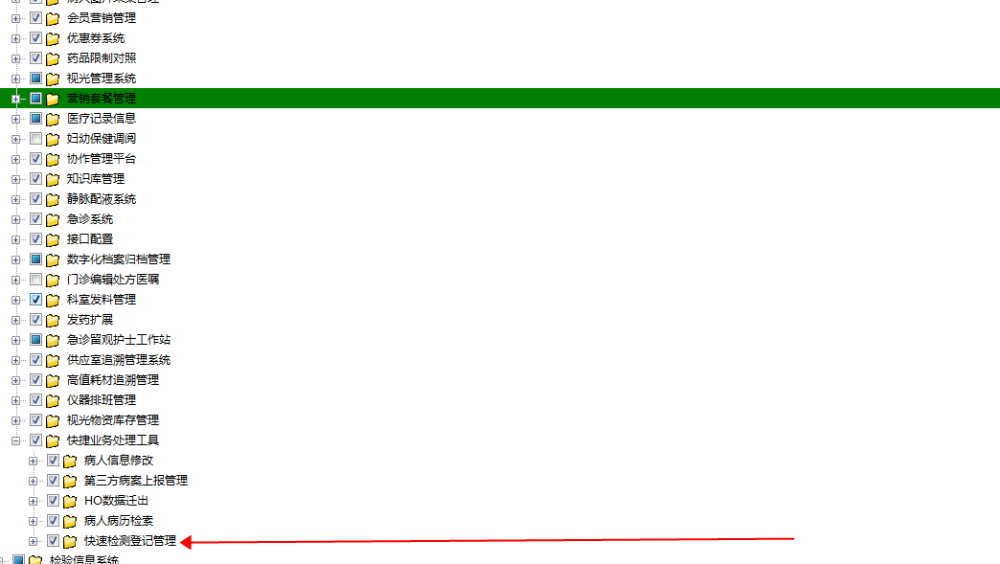 会员营销管理
优惠券系统
药品限制对照
视光管理系统
营销套餐管理
医疗记录信息
妇幼保健调阅
协作管理平台
知识库管理
静脉配液系统
急诊系统
接口配置
数字化档案归档管理
门诊编辑处方医嘱
科室发料管理
发药扩展
急诊留观护士工作站
供应室追溯管理系统
高值耗材追溯管理
仪器排班管理
视光物资库存管理
快捷业务处理工具
病人信息修改
第三方病案上报管理
HO数据迁出
病人病历检索
快速检测登记管理
检验信息系统